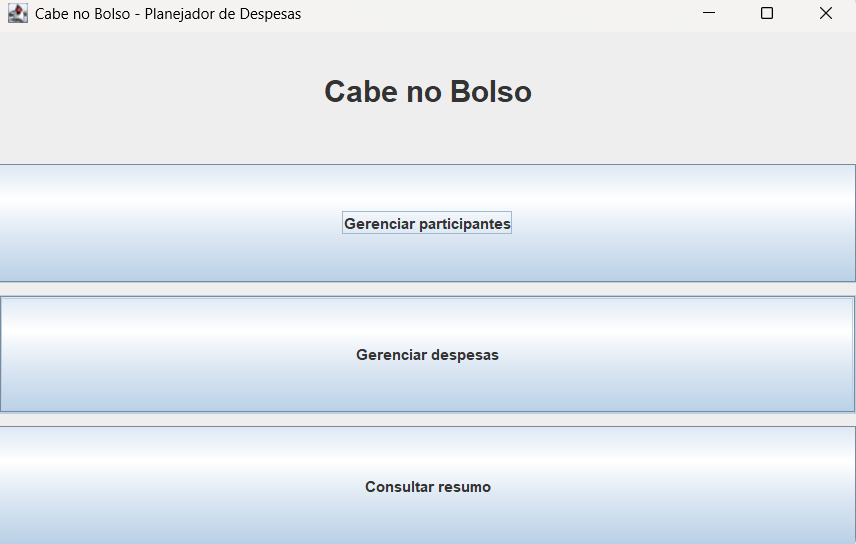 Cabe no Bolso - Planejador de Despesas
Cabe no Bolso
Gerenciar participantes
Gerenciar despesas
Consultar resumo